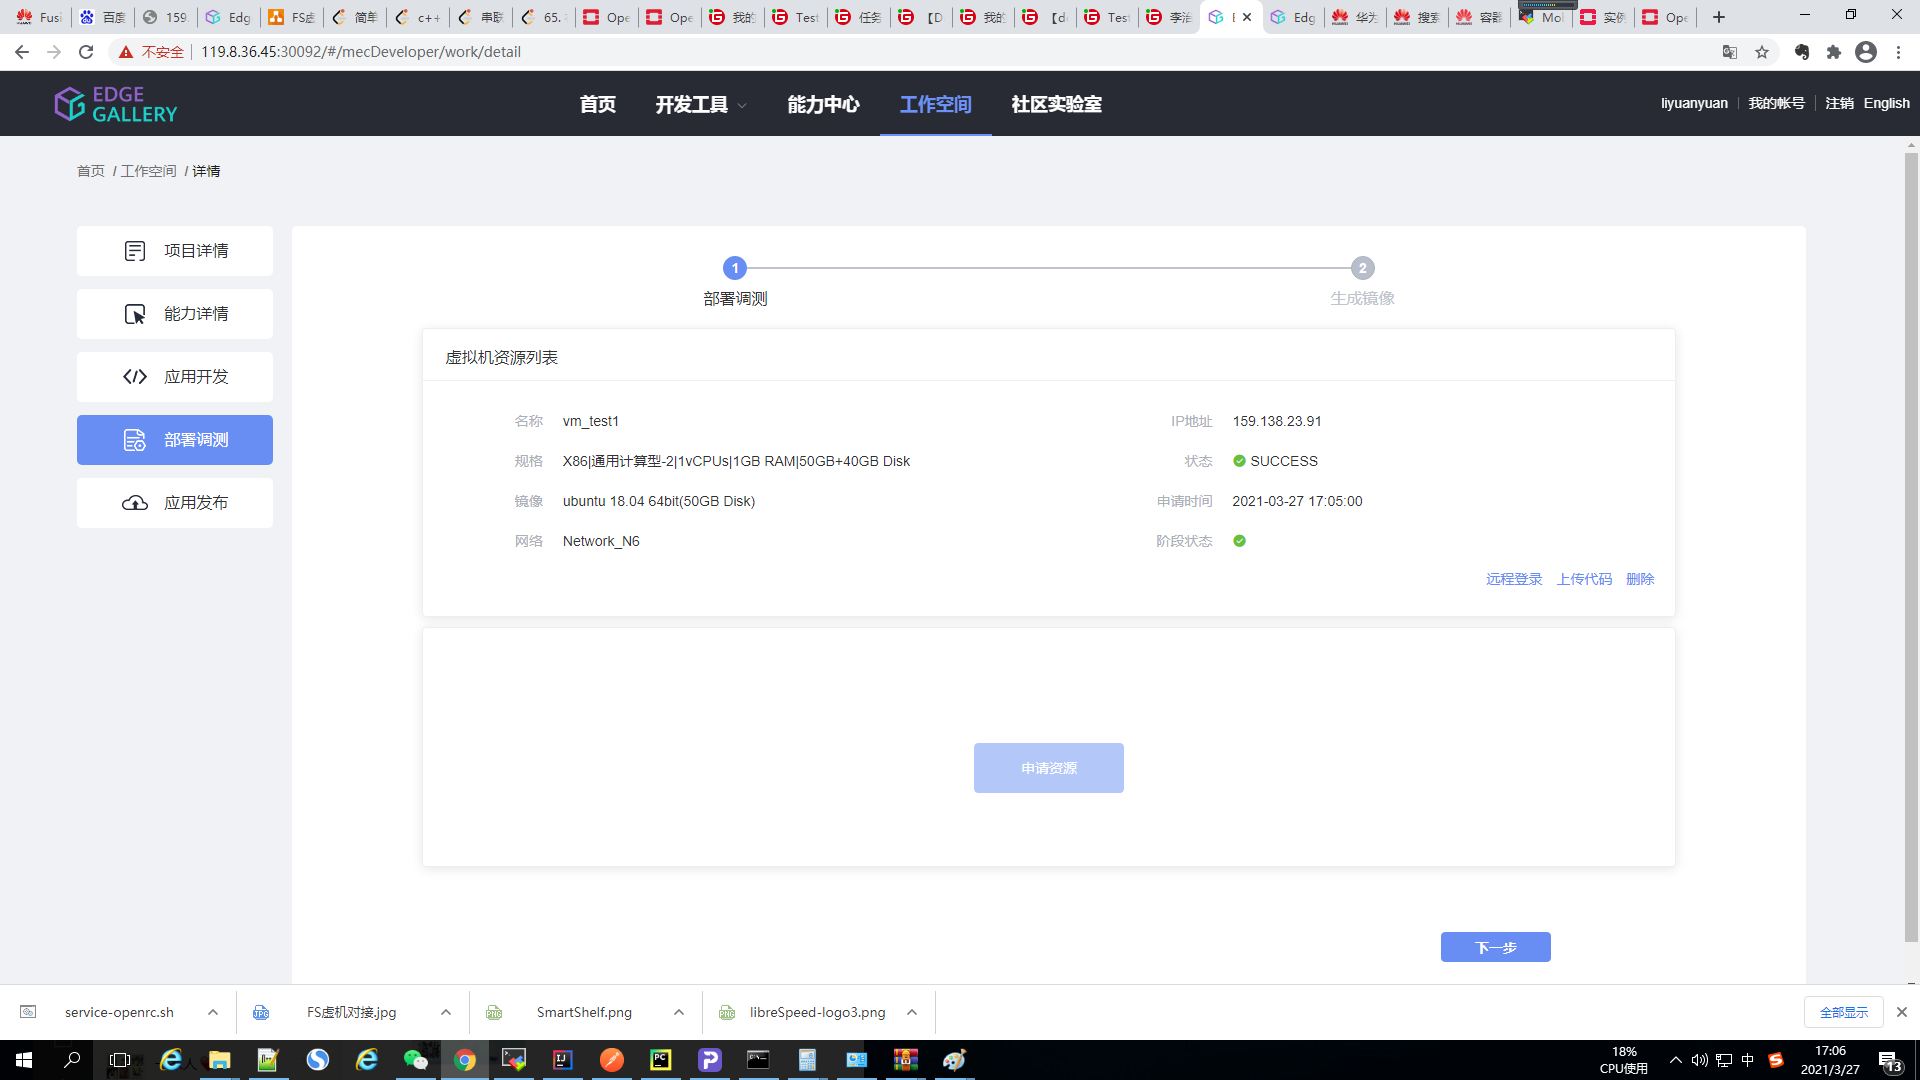 Fusi 百度 159. Edg FS虚 简单 c++ 串联 65. Ope Ope 我的 Test 任务 【D 我的 【d Test 李治 E Edg 华为 搜索 容器 Mol 实例 Ope
不安全 119.8.36.45:30092/#/mecDeveloper/work/detail
EDGE GALLERY
首页 开发工具 能力中心 工作空间 社区实验室
liyuanyuan 我的帐号 注销 English
首页 / 工作空间 / 详情
项目详情
能力详情
应用开发
部署调测
应用发布
1 2
部署调测 生成镜像
虚拟机资源列表
名称 vm_test1 IP地址 159.138.23.91
规格 X86|通用计算型-2|1vCPUs|1GB RAM|50GB+40GB Disk 状态 SUCCESS
镜像 ubuntu 18.04 64bit(50GB Disk) 申请时间 2021-03-27 17:05:00
网络 Network_N6 阶段状态
远程登录 上传代码 删除
申请资源
下一步
service-openrc.sh FS虚机对接.jpg SmartShelf.png libreSpeed-logo3.png 全部显示
18%
CPU使用
中
17:06
2021/3/27
13